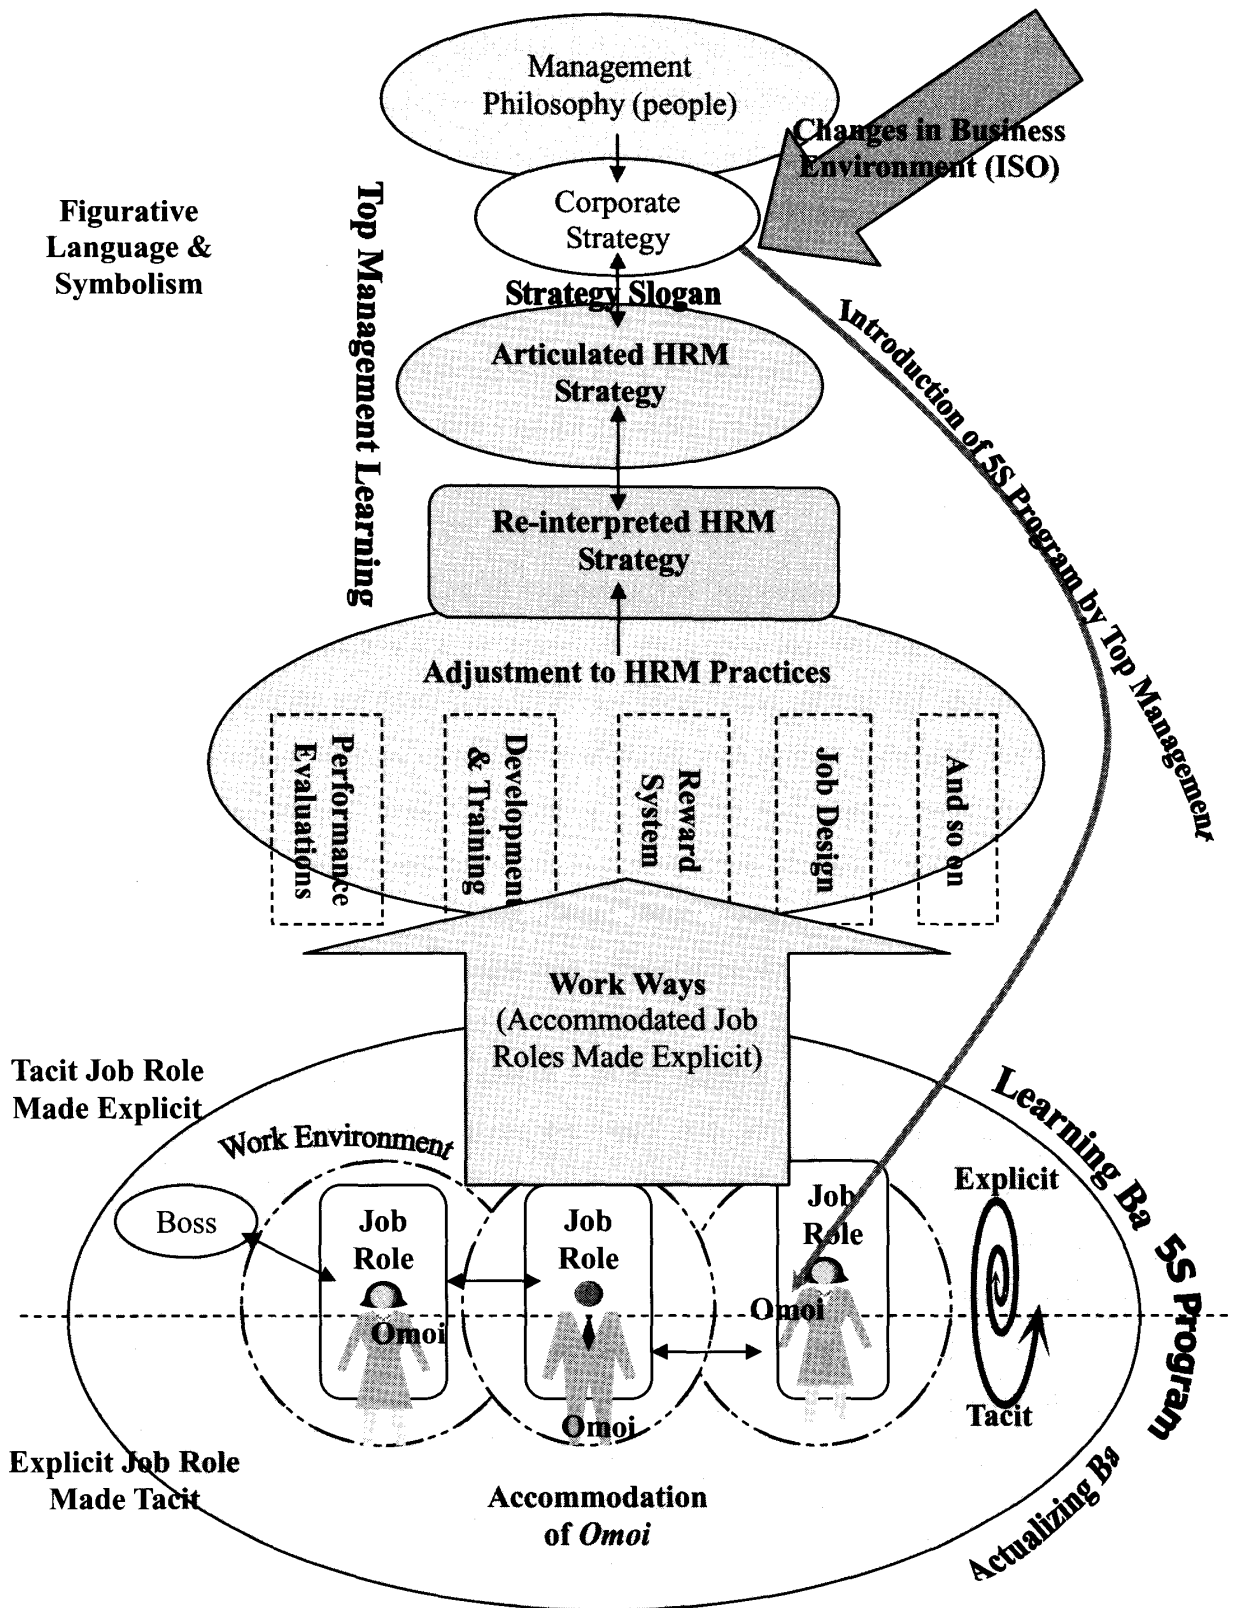 Management
Philosophy (people)
Changes in Business
Environment (ISO)
Corporate
Strategy
Figurative
Language &
Symbolism
Top Management Learning
Strategy Slogan
Introduction of 5S Program by Top Management
Articulated HRM
Strategy
Re-interpreted HRM
Strategy
Adjustment to HRM Practices
Performance
Evaluations
Development
& Training
Reward
System
Job Design
And so on
Work Ways
(Accommodated Job
Roles Made Explicit)
Tacit Job Role
Made Explicit
Work Environment
Learning Ba
5S Program
Boss
Job
Role
Omoi
Job
Role
Omoi
Job
Role
Omoi
Explicit
Tacit
Explicit Job Role
Made Tacit
Accommodation
of Omoi
Actualizing Ba